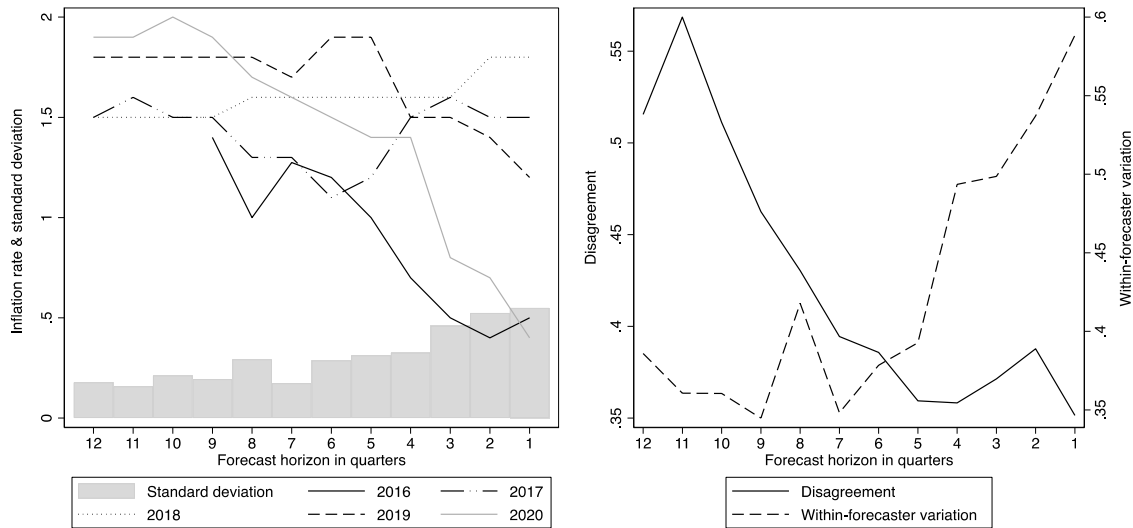 Inflation rate & standard deviation
2
1.5
1
.5
0
12 11 10 9 8 7 6 5 4 3 2 1
Forecast horizon in quarters
Standard deviation 2016 2017
2018 2019 2020
Disagreement
.55
.5
.45
.4
.35
Within-forecaster variation
.6
.55
.5
.45
.4
.35
12 11 10 9 8 7 6 5 4 3 2 1
Forecast horizon in quarters
Disagreement
Within-forecaster variation